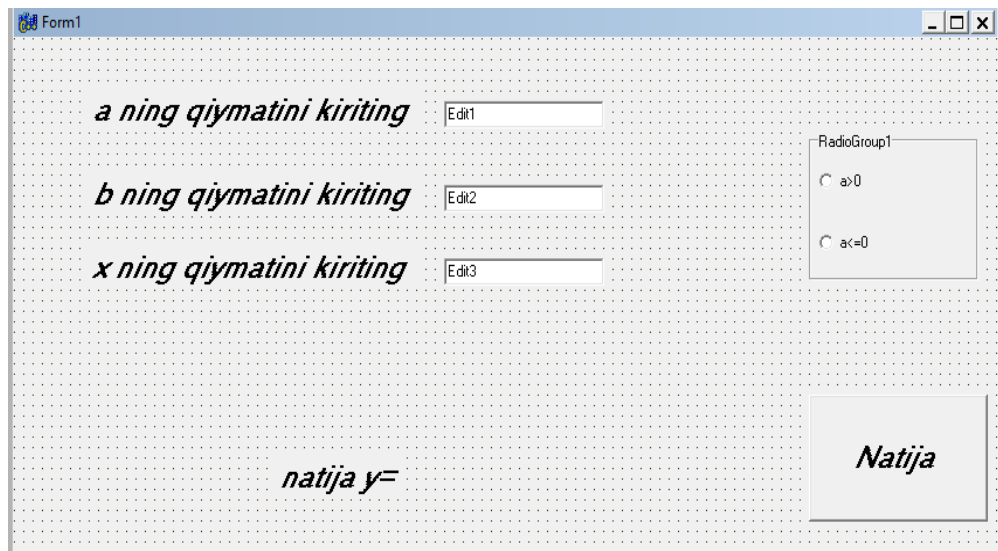 Form1
a ning qiymatini kiriting Edit1
RadioGroup1
a>0
b ning qiymatini kiriting Edit2
a<=0
x ning qiymatini kiriting Edit3
Natija
natija y=